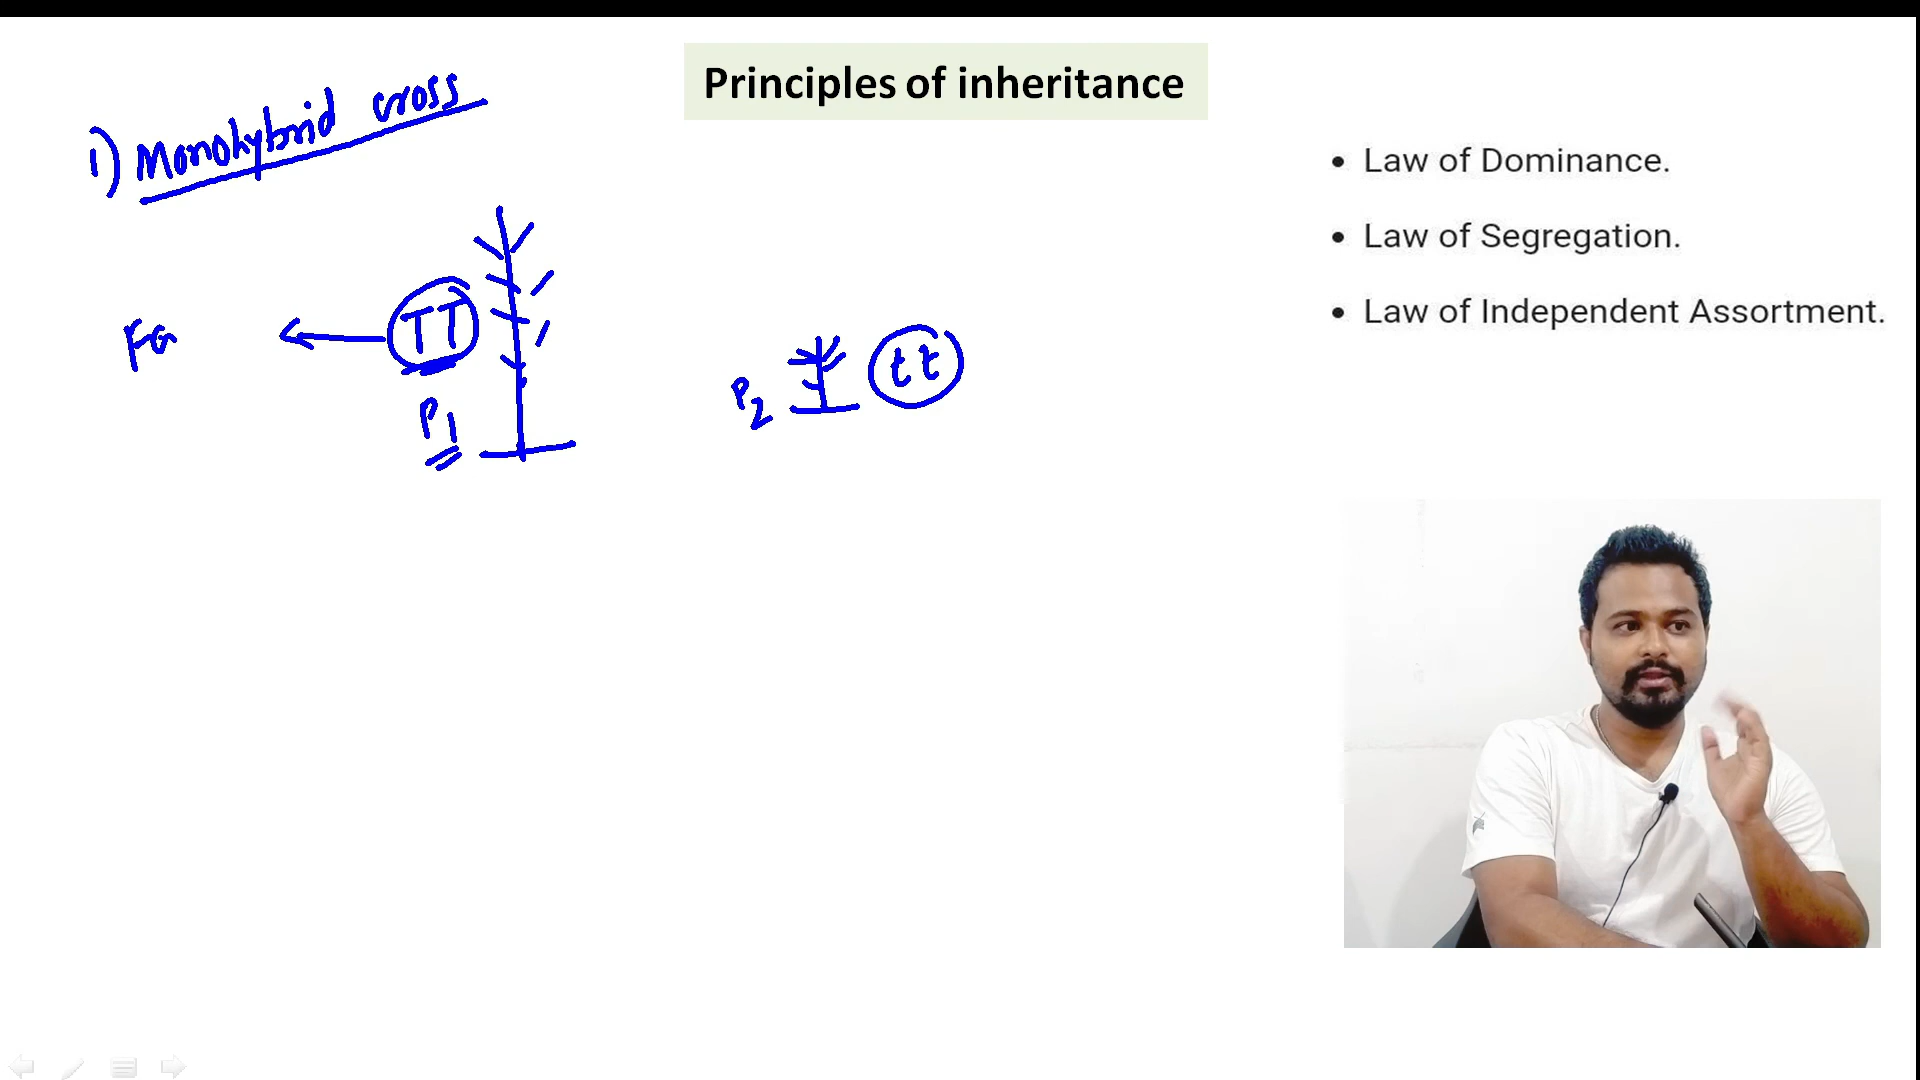 Principles of inheritance
1) Monohybrid cross
Law of Dominance.
Law of Segregation.
Law of Independent Assortment.
TT
P1
P2
tt